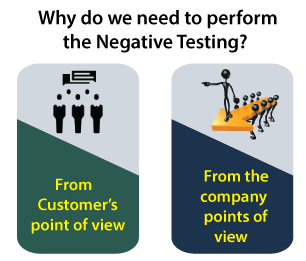 Why do we need to perform
the Negative Testing?
From
Customer's
point of view
From the
company
points of
view